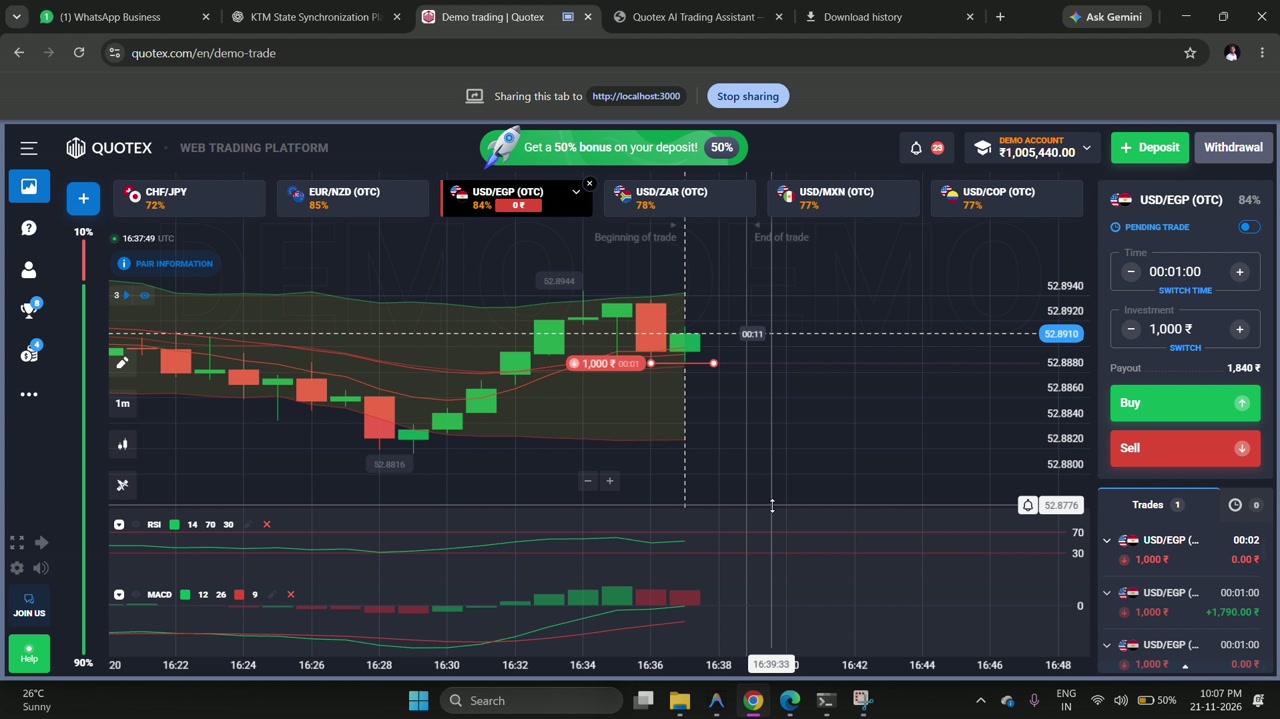 (1) WhatsApp Business
KTM State Synchronization Pl
Demo trading | Quotex
Quotex AI Trading Assistant —
Download history
Ask Gemini
quotex.com/en/demo-trade
Sharing this tab to http://localhost:3000 Stop sharing
QUOTEX WEB TRADING PLATFORM
Get a 50% bonus on your deposit! 50%
23
DEMO ACCOUNT
₹1,005,440.00
+ Deposit
Withdrawal
+
CHF/JPY
72%
EUR/NZD (OTC)
85%
USD/EGP (OTC)
84% 0 ₹
USD/ZAR (OTC)
78%
USD/MXN (OTC)
77%
USD/COP (OTC)
77%
10%
16:37:49 UTC
PAIR INFORMATION
3
Beginning of trade
End of trade
DEMO DEMO
52.8944
52.8816
1,000 ₹ 00:01
00:11
1m
52.8940
52.8920
52.8910
52.8880
52.8860
52.8840
52.8820
52.8800
52.8776
RSI 14 70 30
70
30
MACD 12 26 9
0
8
4
JOIN US
Help
90%
20 16:22 16:24 16:26 16:28 16:30 16:32 16:34 16:36 16:38 16:39:33 16:42 16:44 16:46 16:48
USD/EGP (OTC) 84%
PENDING TRADE
Time
00:01:00
SWITCH TIME
Investment
1,000 ₹
SWITCH
Payout 1,840 ₹
Buy
Sell
Trades 1
0
USD/EGP (... 00:02
1,000 ₹ 0.00 ₹
USD/EGP (... 00:01:00
1,000 ₹ +1,790.00 ₹
USD/EGP (... 00:01:00
1,000 ₹ 0.00 ₹
26°C
Sunny
Search
ENG
IN
50%
10:07 PM
21-11-2026